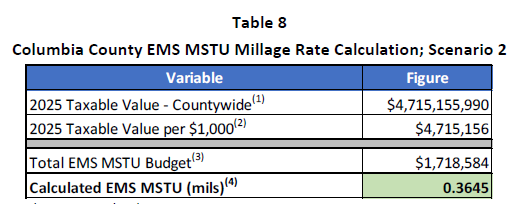 Table 8
Columbia County EMS MSTU Millage Rate Calculation; Scenario 2
Variable Figure
2025 Taxable Value - Countywide(1) $4,715,155,990
2025 Taxable Value per $1,000(2) $4,715,156
Total EMS MSTU Budget(3) $1,718,584
Calculated EMS MSTU (mils)(4) 0.3645